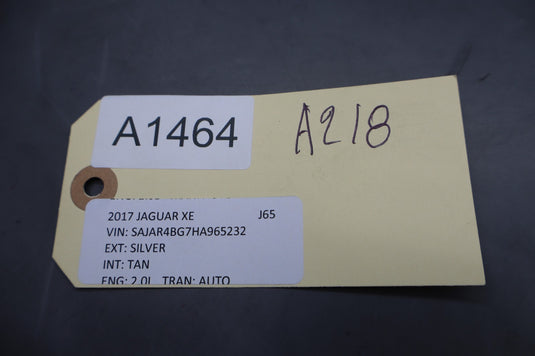 A1464
A218
2017 JAGUAR XE J65
VIN: SAJAR4BG7HA965232
EXT: SILVER
INT: TAN
ENG: 2.0L TRAN: AUTO